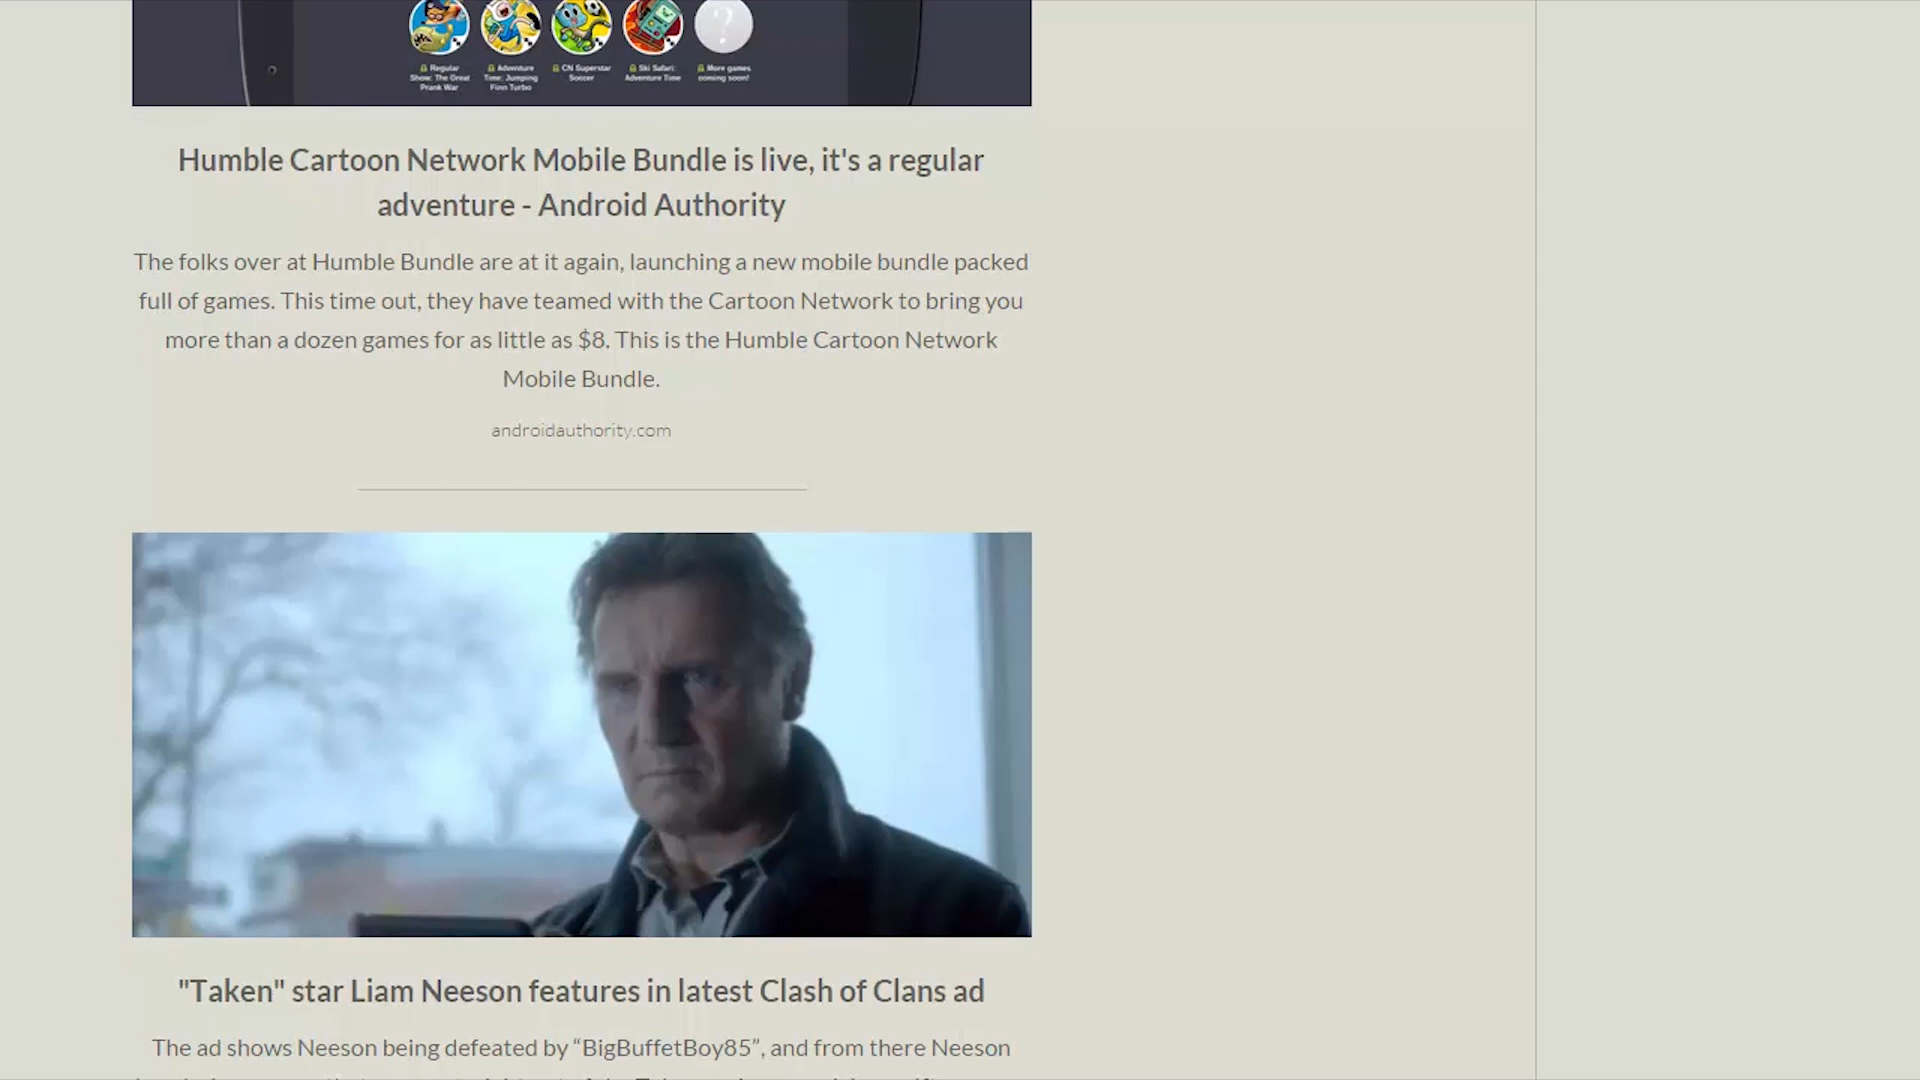 Regular Show: The Great Prank War
Adventure Time: Jumping Finn Turbo
CN Superstar Soccer
Ski Safari: Adventure Time
More games coming soon!
Humble Cartoon Network Mobile Bundle is live, it's a regular
adventure - Android Authority
The folks over at Humble Bundle are at it again, launching a new mobile bundle packed
full of games. This time out, they have teamed with the Cartoon Network to bring you
more than a dozen games for as little as $8. This is the Humble Cartoon Network
Mobile Bundle.
androidauthority.com
"Taken" star Liam Neeson features in latest Clash of Clans ad
The ad shows Neeson being defeated by “BigBuffetBoy85”, and from there Neeson